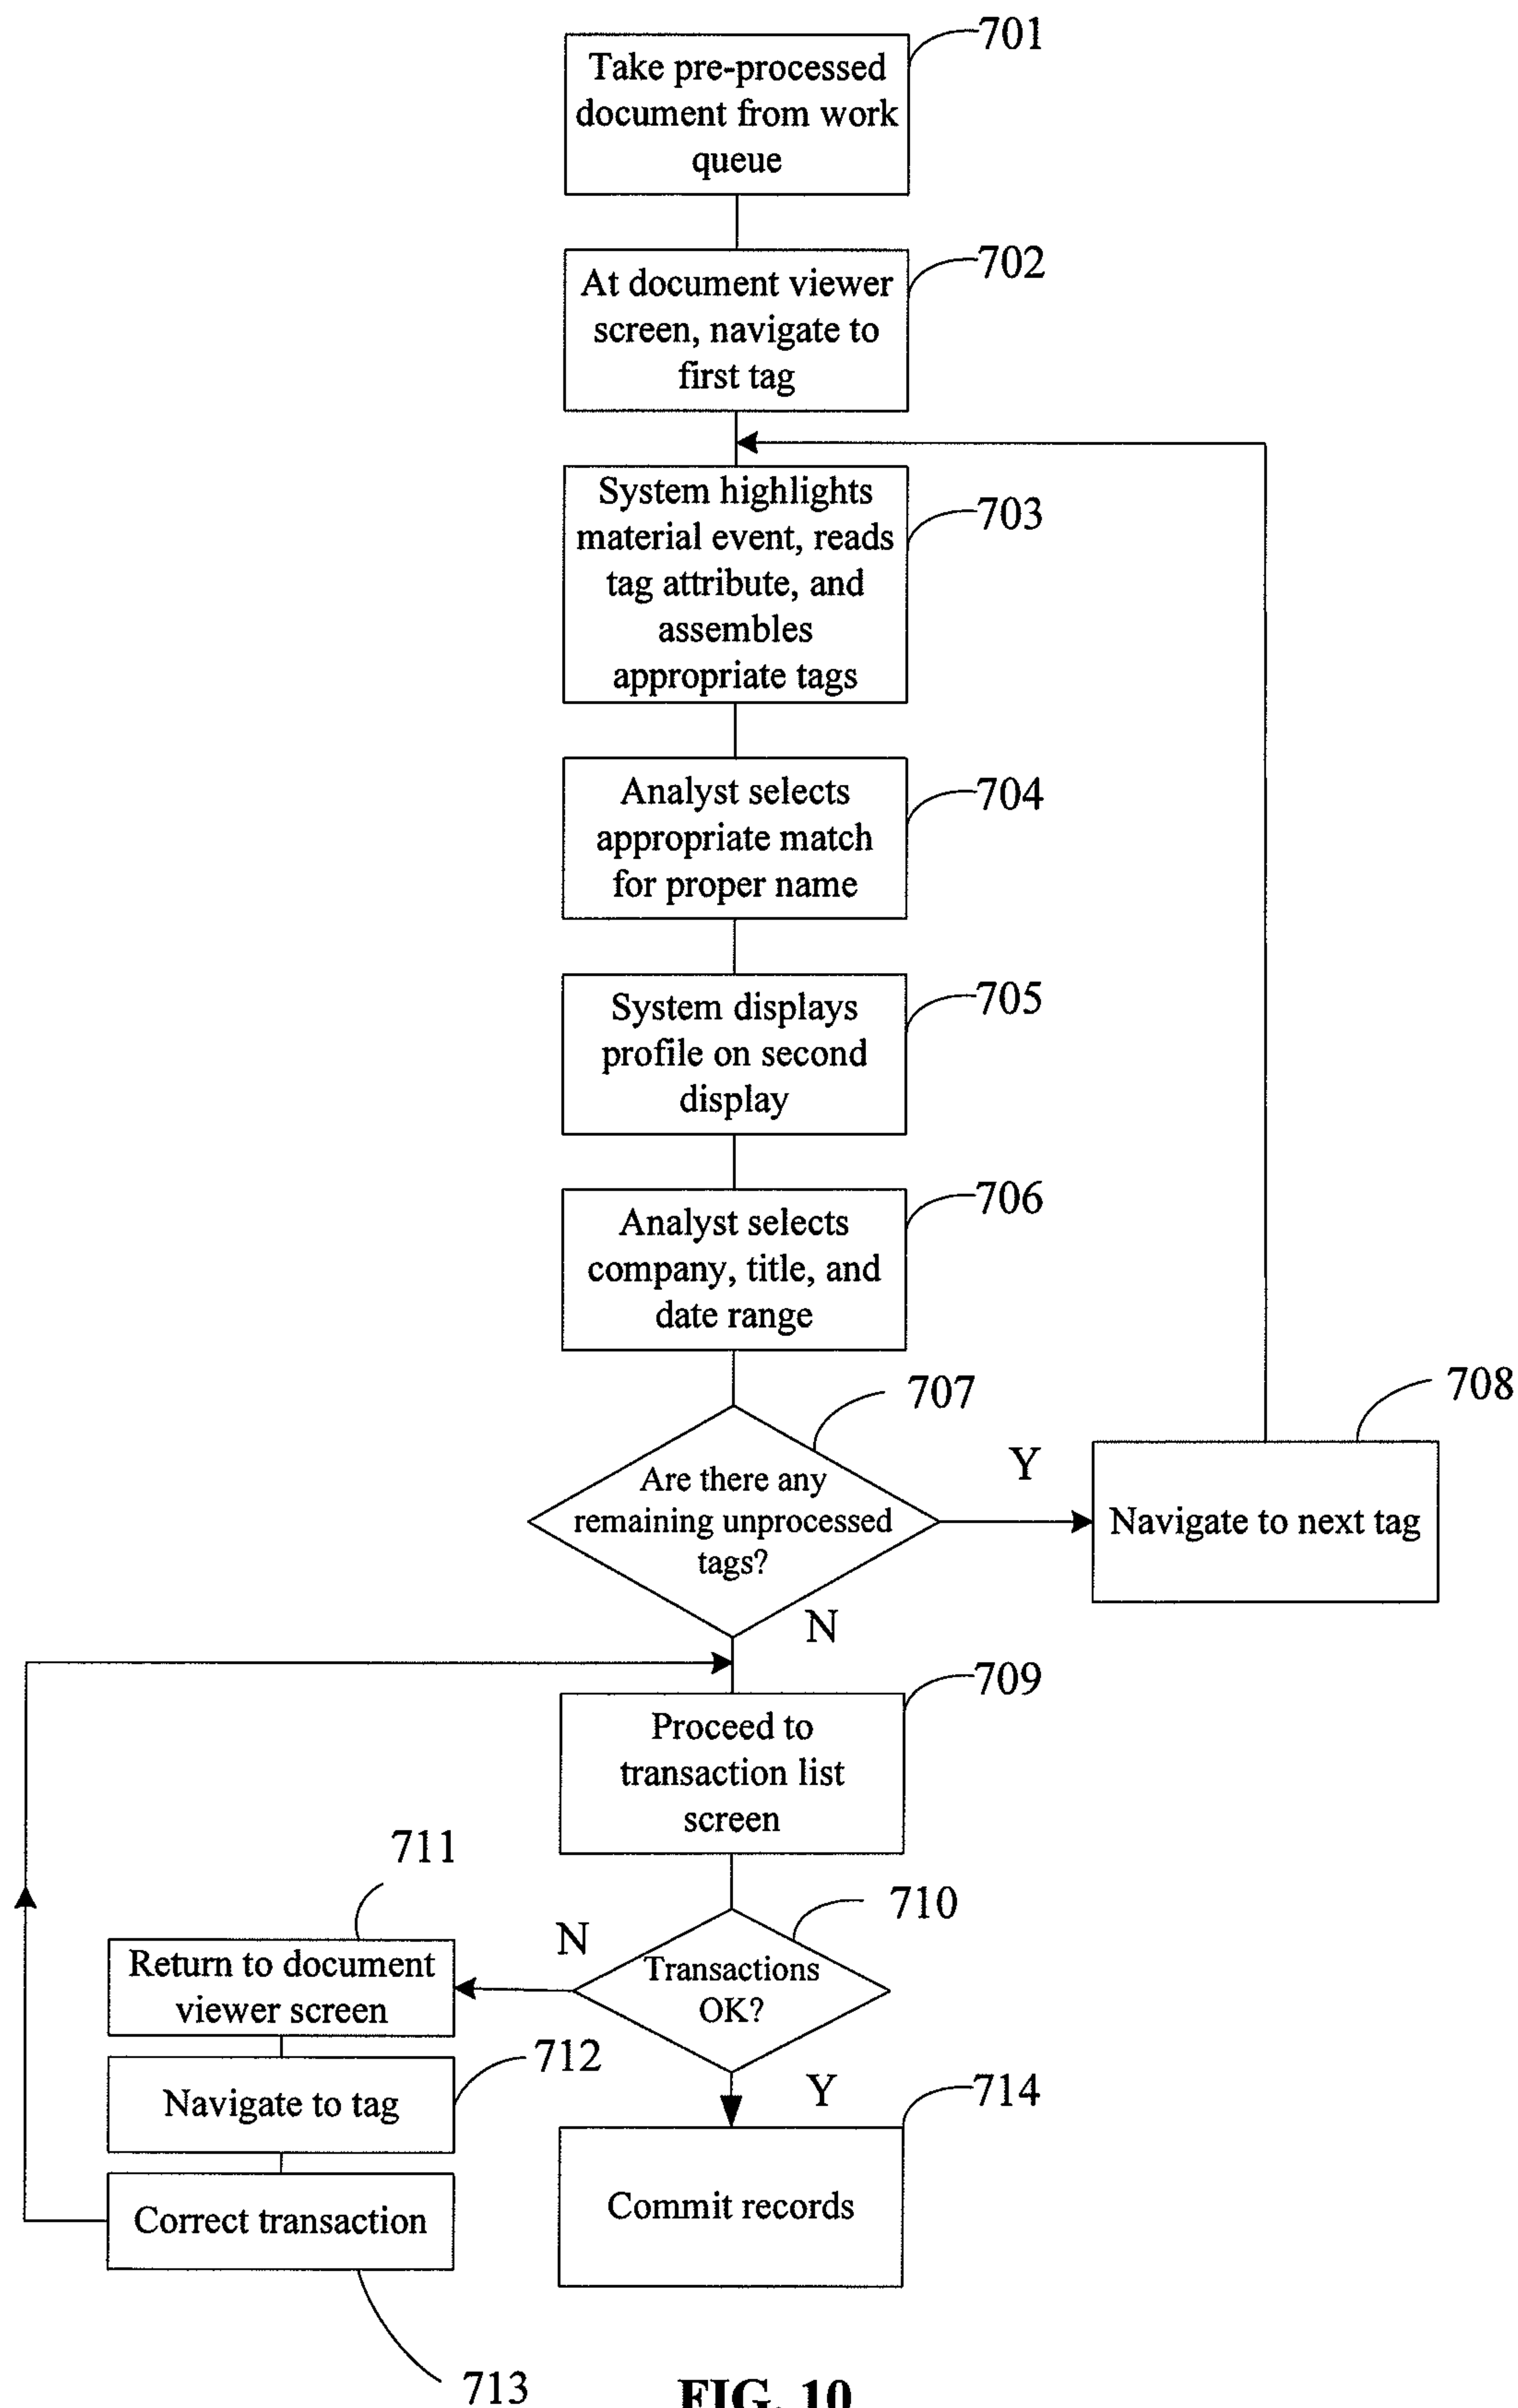 701
Take pre-processed
document from work
queue
702
At document viewer
screen, navigate to
first tag
703
System highlights
material event, reads
tag attribute, and
assembles
appropriate tags
704
Analyst selects
appropriate match
for proper name
705
System displays
profile on second
display
706
Analyst selects
company, title, and
date range
707
708
Are there any
remaining unprocessed
tags?
Y
Navigate to next tag
N
709
Proceed to
transaction list
screen
711
710
N
Return to document
viewer screen
Transactions
OK?
712
Navigate to tag
Y
714
Correct transaction
Commit records
713
FIG. 10